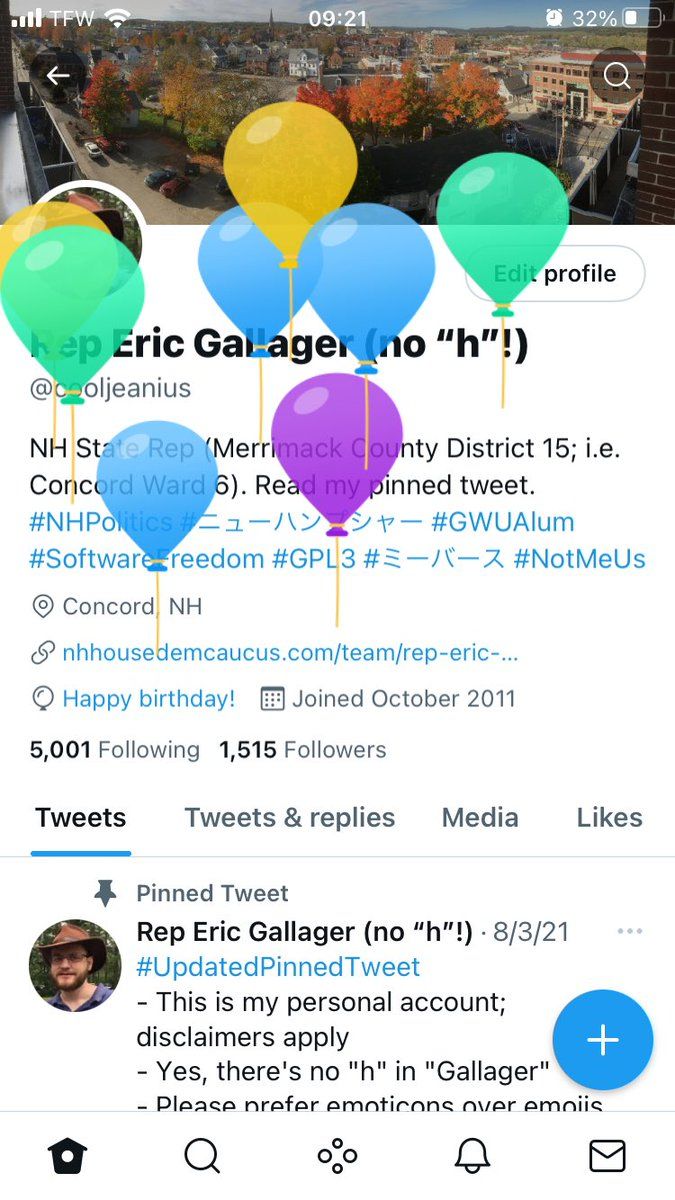 TFW 09:21 32%
Edit profile
Rep Eric Gallager (no “h”!)
@cooljeanius
NH State Rep (Merrimack County District 15; i.e.
Concord Ward 6). Read my pinned tweet.
#NHPolitics #ニューハンプシャー #GWUAlum
#SoftwareFreedom #GPL3 #ミーバース #NotMeUs
Concord, NH
nhhousedemcaucus.com/team/rep-eric-...
Happy birthday! Joined October 2011
5,001 Following 1,515 Followers
Tweets Tweets & replies Media Likes
Pinned Tweet
Rep Eric Gallager (no “h”!) · 8/3/21
#UpdatedPinnedTweet
- This is my personal account;
disclaimers apply
- Yes, there's no "h" in "Gallager"
- Please prefer emoticons over emojis